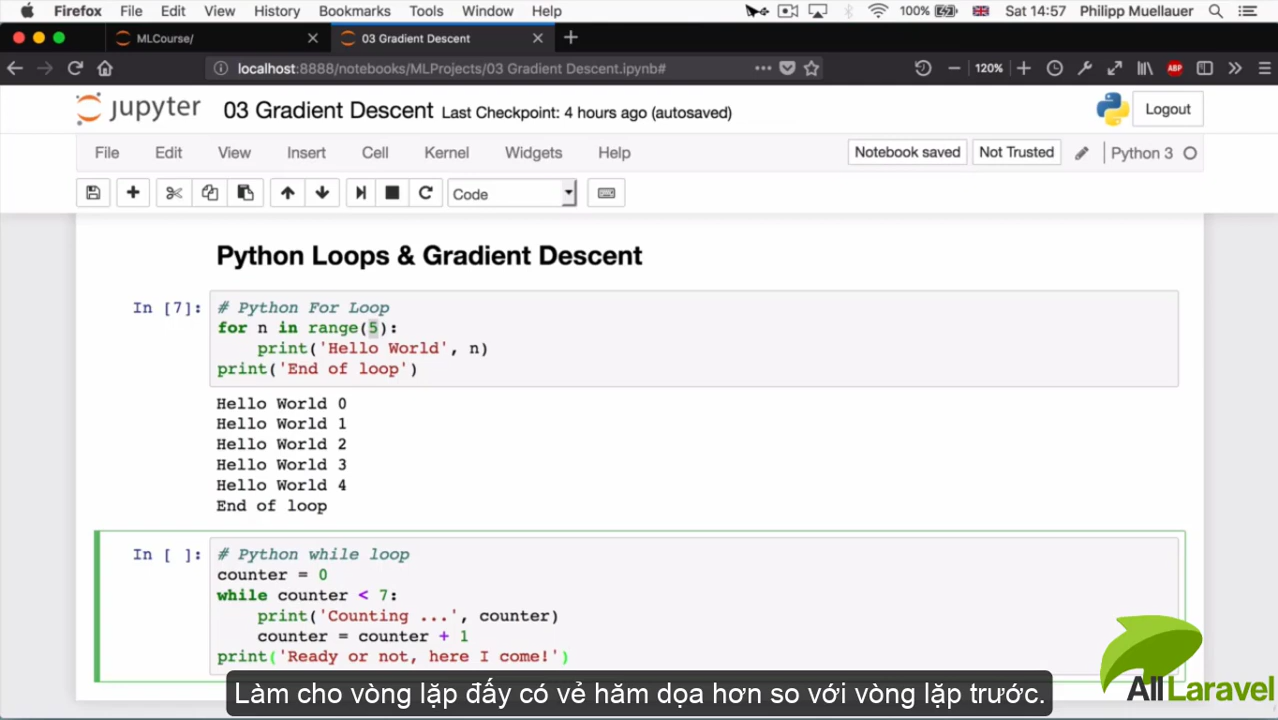 Firefox File Edit View History Bookmarks Tools Window Help 100% Sat 14:57 Philipp Muellauer
MLCourse/ 03 Gradient Descent
localhost:8888/notebooks/MLProjects/03 Gradient Descent.ipynb# 120% ABP
jupyter 03 Gradient Descent Last Checkpoint: 4 hours ago (autosaved) Logout
File Edit View Insert Cell Kernel Widgets Help Notebook saved Not Trusted Python 3
Code
Python Loops & Gradient Descent
In [7]: # Python For Loop
for n in range(5):
print('Hello World', n)
print('End of loop')
Hello World 0
Hello World 1
Hello World 2
Hello World 3
Hello World 4
End of loop
In [ ]: # Python while loop
counter = 0
while counter < 7:
print('Counting ...', counter)
counter = counter + 1
print('Ready or not, here I come!')
Làm cho vòng lặp đấy có vẻ hăm dọa hơn so với vòng lặp trước.
AllLaravel